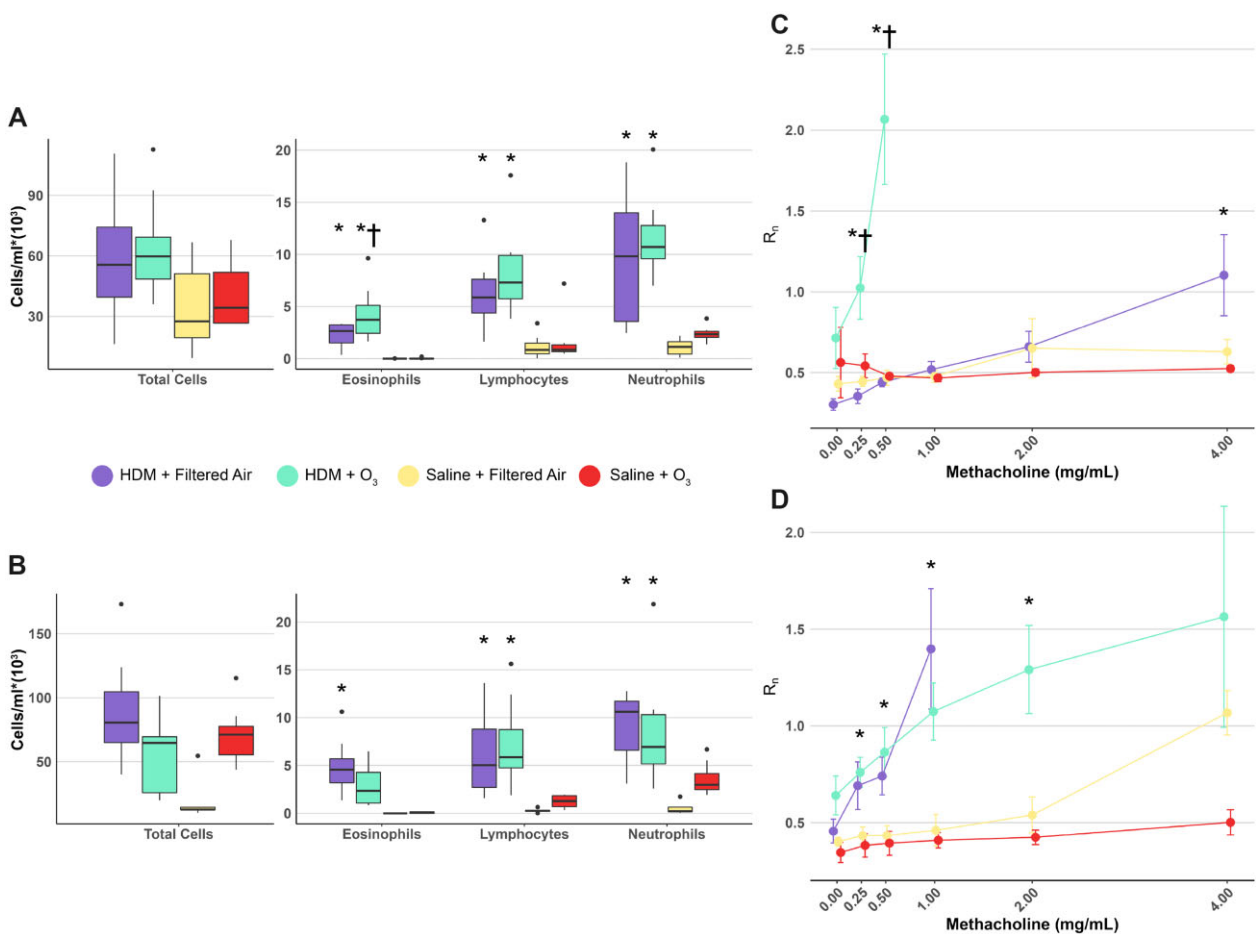 A
Cells/ml*(10³)
90
60
30
Total Cells
20
15
10
5
0
* *†
* *
* *
Eosinophils Lymphocytes Neutrophils
HDM + Filtered Air HDM + O₃ Saline + Filtered Air Saline + O₃
B
Cells/ml*(10³)
150
100
50
Total Cells
20
15
10
5
0
*
* *
* *
Eosinophils Lymphocytes Neutrophils
C
Rₙ
2.5
2.0
1.5
1.0
0.5
*†
*†
*
0.00 0.25 0.50 1.00 2.00 4.00
Methacholine (mg/mL)
D
Rₙ
2.0
1.5
1.0
0.5
* * * *
0.00 0.25 0.50 1.00 2.00 4.00
Methacholine (mg/mL)